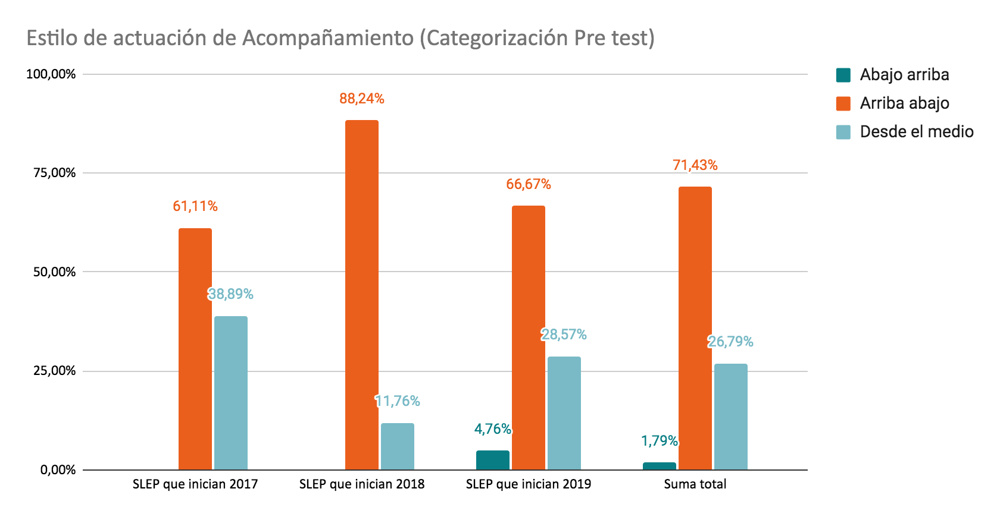 Estilo de actuación de Acompañamiento (Categorización Pre test)
100,00%
75,00%
50,00%
25,00%
0,00%
61,11%
38,89%
88,24%
11,76%
4,76%
66,67%
28,57%
1,79%
71,43%
26,79%
SLEP que inician 2017
SLEP que inician 2018
SLEP que inician 2019
Suma total
Abajo arriba
Arriba abajo
Desde el medio